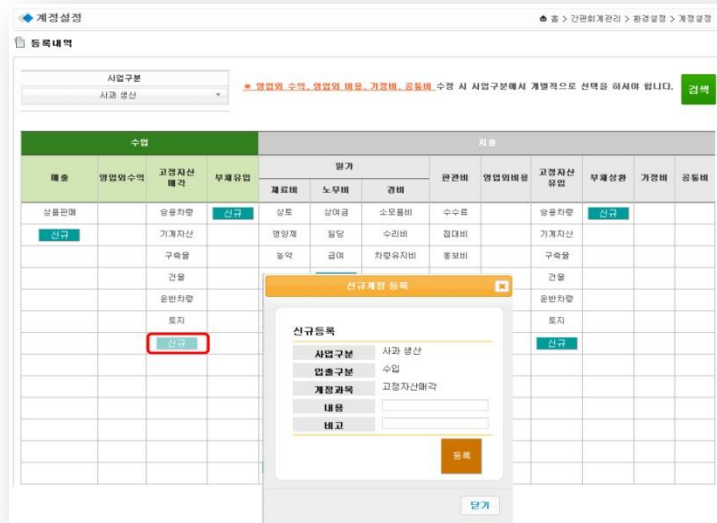 계정설정
홈 > 간편회계관리 > 환경설정 > 계정설정
등록내역
사업구분
사과 생산
※ 영업외 수익, 영업외 비용, 가정비, 공통비 수정 시 사업구분에서 개별적으로 선택을 하셔야 합니다.
검색
수입 지출
매출 영업외수익 고정자산 매각 부채유입 원가 판관비 영업외비용 고정자산 유입 부채상환 가정비 공통비
재료비 노무비 경비
상품판매 승용차량 신규 상토 상여금 소모품비 수수료 승용차량 신규
신규 기계자산 영양제 일당 수리비 접대비 기계자산
구축물 농약 급여 차량유지비 홍보비 구축물
건물 건물
운반차량 운반차량
토지 토지
신규 신규
신규계정 등록
신규등록
사업구분 사과 생산
입출구분 수입
계정과목 고정자산매각
내용
비고
등록
닫기